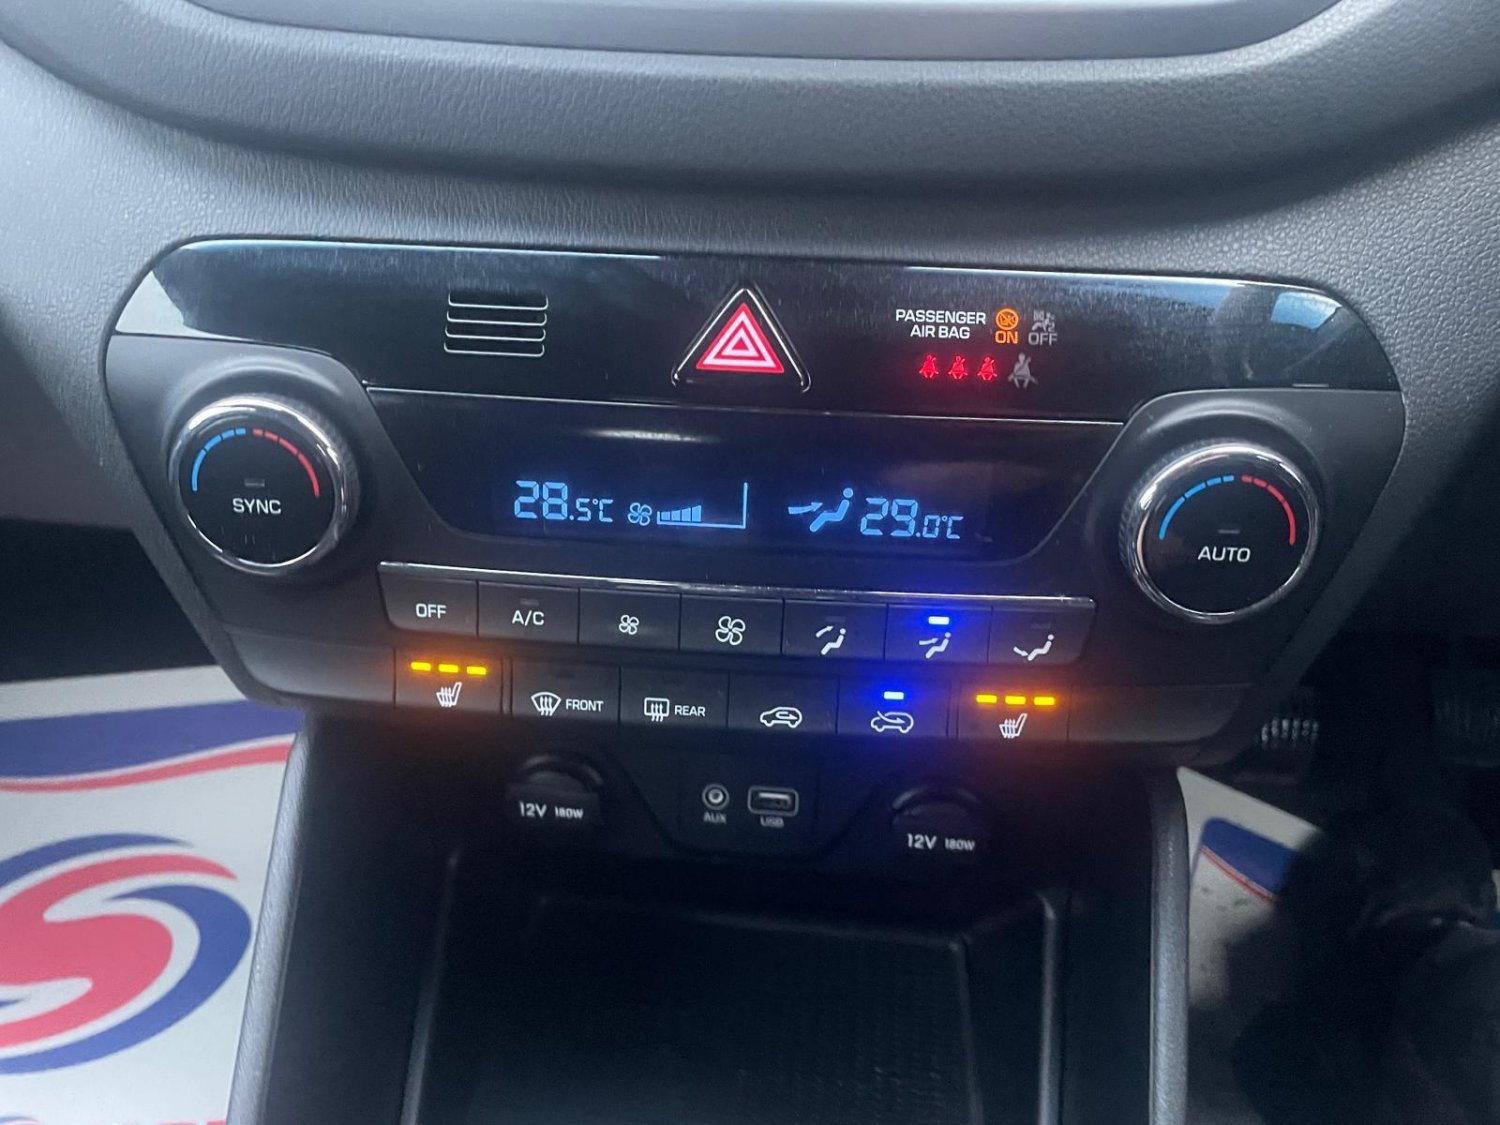 PASSENGER
AIR BAG
ON OFF
SYNC
28.5°C
29.0°C
AUTO
OFF
A/C
FRONT
REAR
12V 180W
AUX
USB
12V 180W